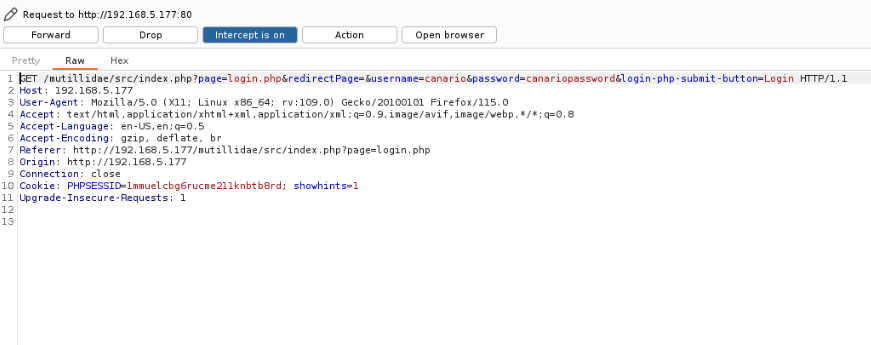 Request to http://192.168.5.177:80
Forward Drop Intercept is on Action Open browser
Pretty Raw Hex
1 GET /mutillidae/src/index.php?page=login.php&redirectPage=&username=canario&password=canariopassword&login-php-submit-button=Login HTTP/1.1
2 Host: 192.168.5.177
3 User-Agent: Mozilla/5.0 (X11; Linux x86_64; rv:109.0) Gecko/20100101 Firefox/115.0
4 Accept: text/html,application/xhtml+xml,application/xml;q=0.9,image/avif,image/webp,*/*;q=0.8
5 Accept-Language: en-US,en;q=0.5
6 Accept-Encoding: gzip, deflate, br
7 Referer: http://192.168.5.177/mutillidae/src/index.php?page=login.php
8 Origin: http://192.168.5.177
9 Connection: close
10 Cookie: PHPSESSID=1mmuelcbg6rucme211knbtb8rd; showhints=1
11 Upgrade-Insecure-Requests: 1
12
13